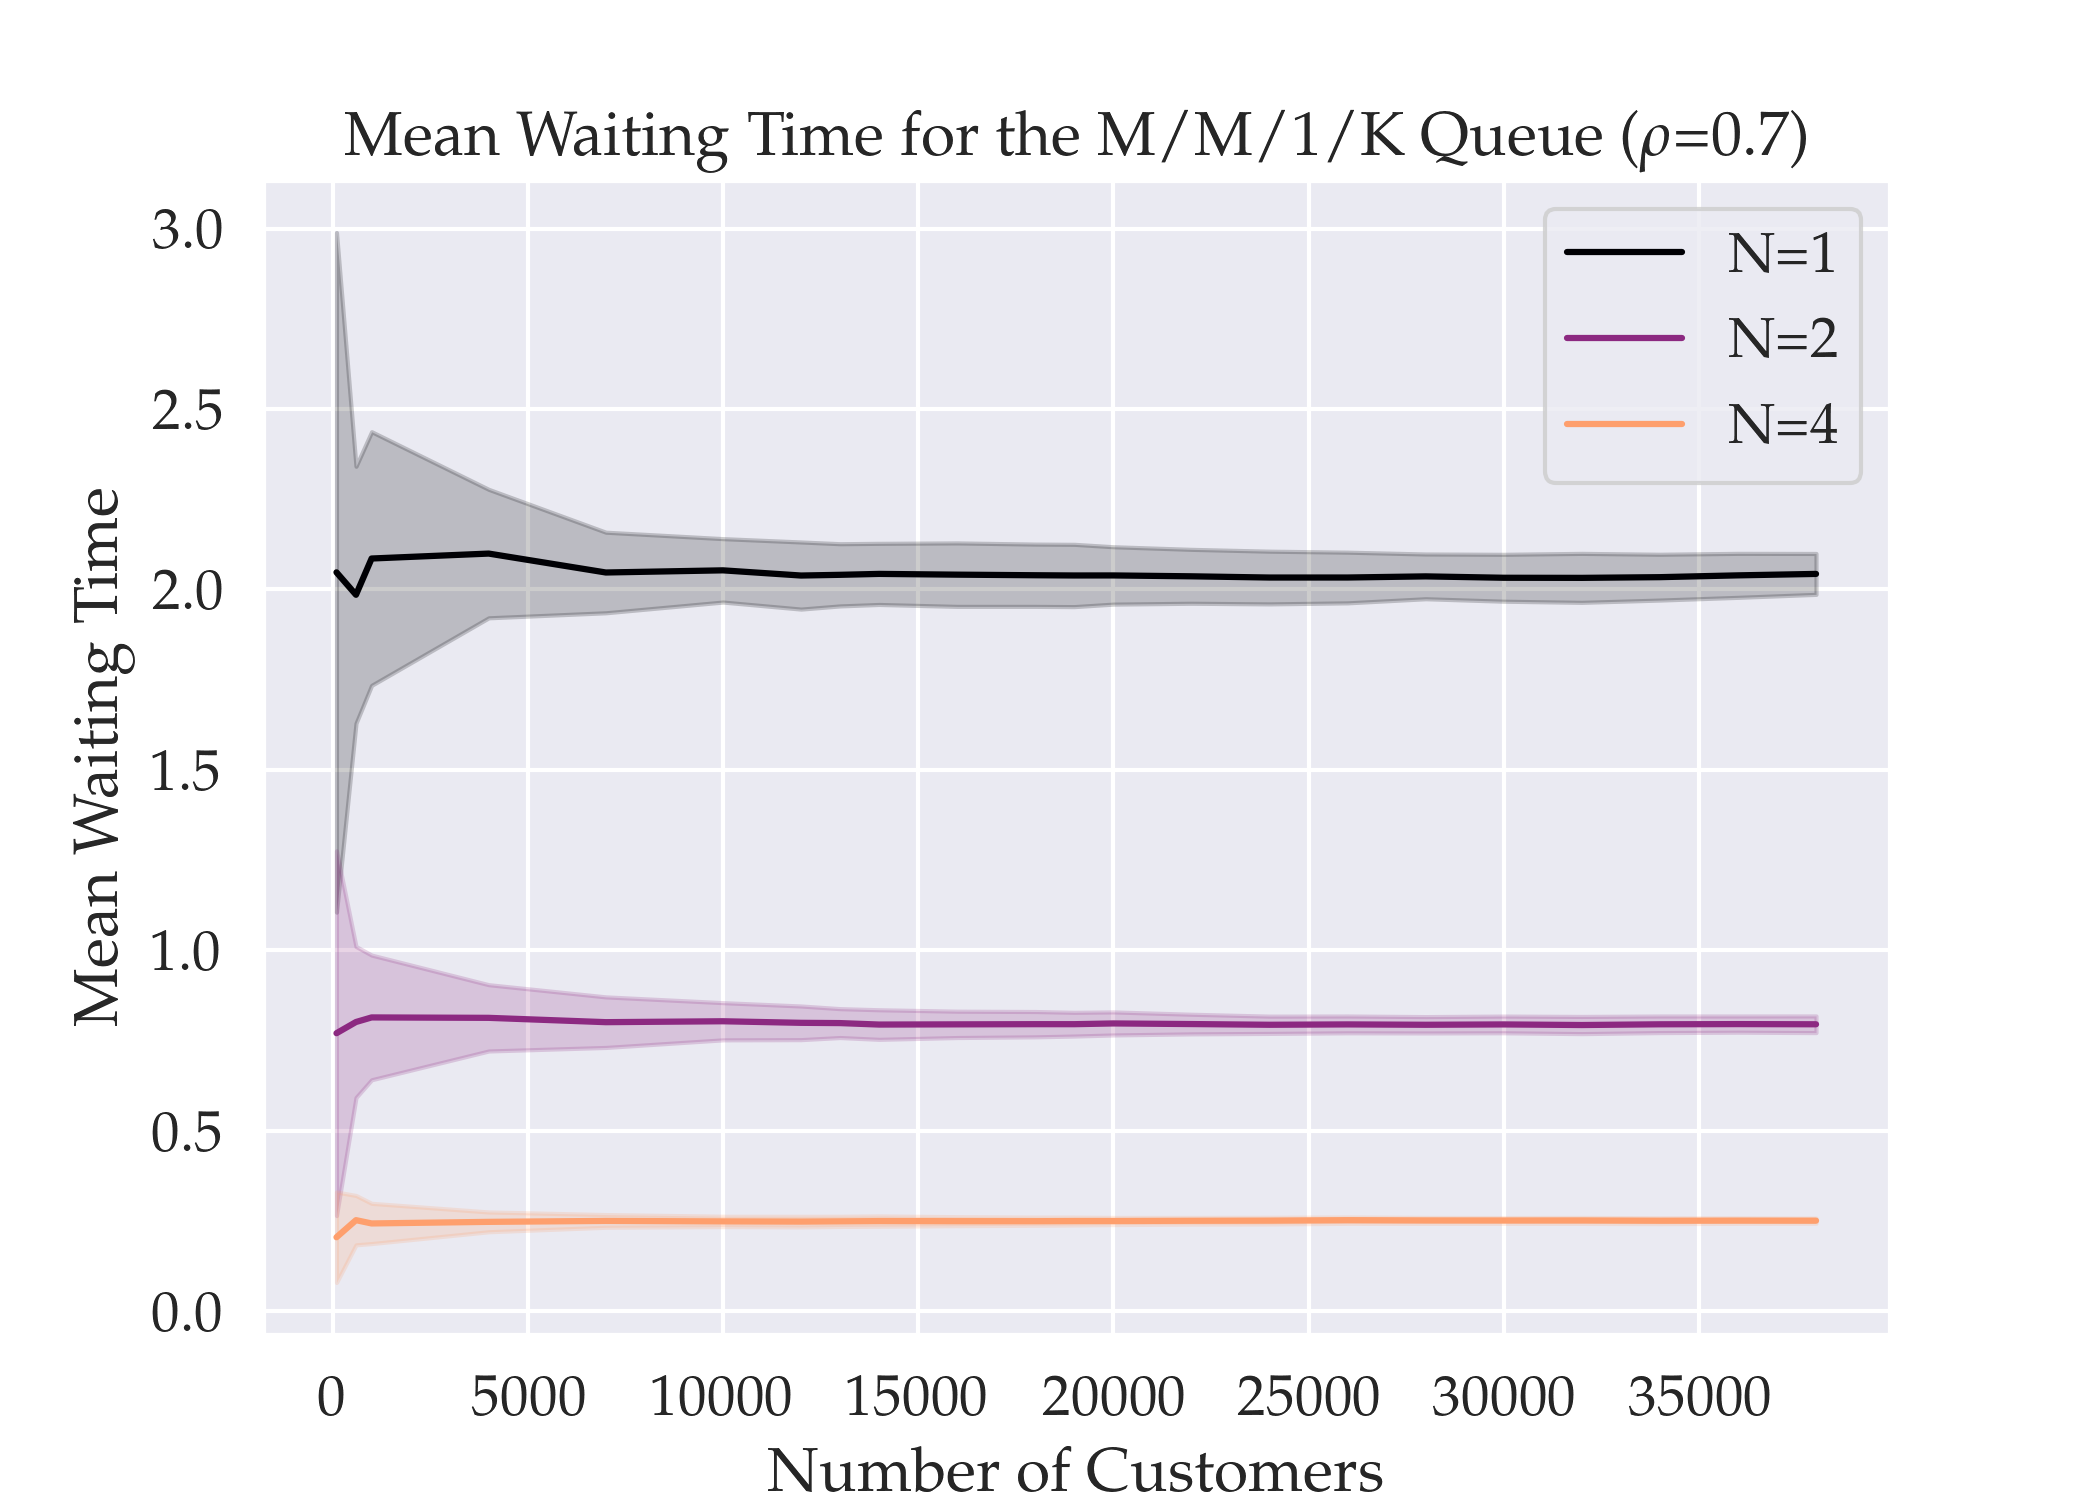 Mean Waiting Time for the M/M/1/K Queue (ρ=0.7)
3.0
2.5
2.0
1.5
1.0
0.5
0.0
Mean Waiting Time
N=1
N=2
N=4
0 5000 10000 15000 20000 25000 30000 35000
Number of Customers